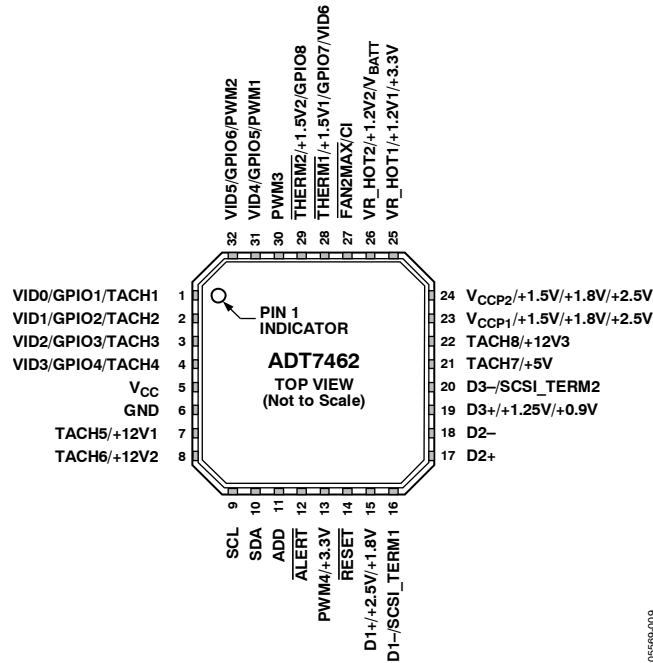 32 VID5/GPIO6/PWM2
31 VID4/GPIO5/PWM1
30 PWM3
29 THERM2/+1.5V2/GPIO8
28 THERM1/+1.5V1/GPIO7/VID6
27 FAN2MAX/CI
26 VR_HOT2/+1.2V2/VBATT
25 VR_HOT1/+1.2V1/+3.3V
VID0/GPIO1/TACH1 1
VID1/GPIO2/TACH2 2
VID2/GPIO3/TACH3 3
VID3/GPIO4/TACH4 4
VCC 5
GND 6
TACH5/+12V1 7
TACH6/+12V2 8
PIN 1
INDICATOR
ADT7462
TOP VIEW
(Not to Scale)
24 VCCP2/+1.5V/+1.8V/+2.5V
23 VCCP1/+1.5V/+1.8V/+2.5V
22 TACH8/+12V3
21 TACH7/+5V
20 D3–/SCSI_TERM2
19 D3+/+1.25V/+0.9V
18 D2–
17 D2+
9 SCL
10 SDA
11 ADD
12 ALERT
13 PWM4/+3.3V
14 RESET
15 D1+/+2.5V/+1.8V
16 D1–/SCSI_TERM1
05569-009